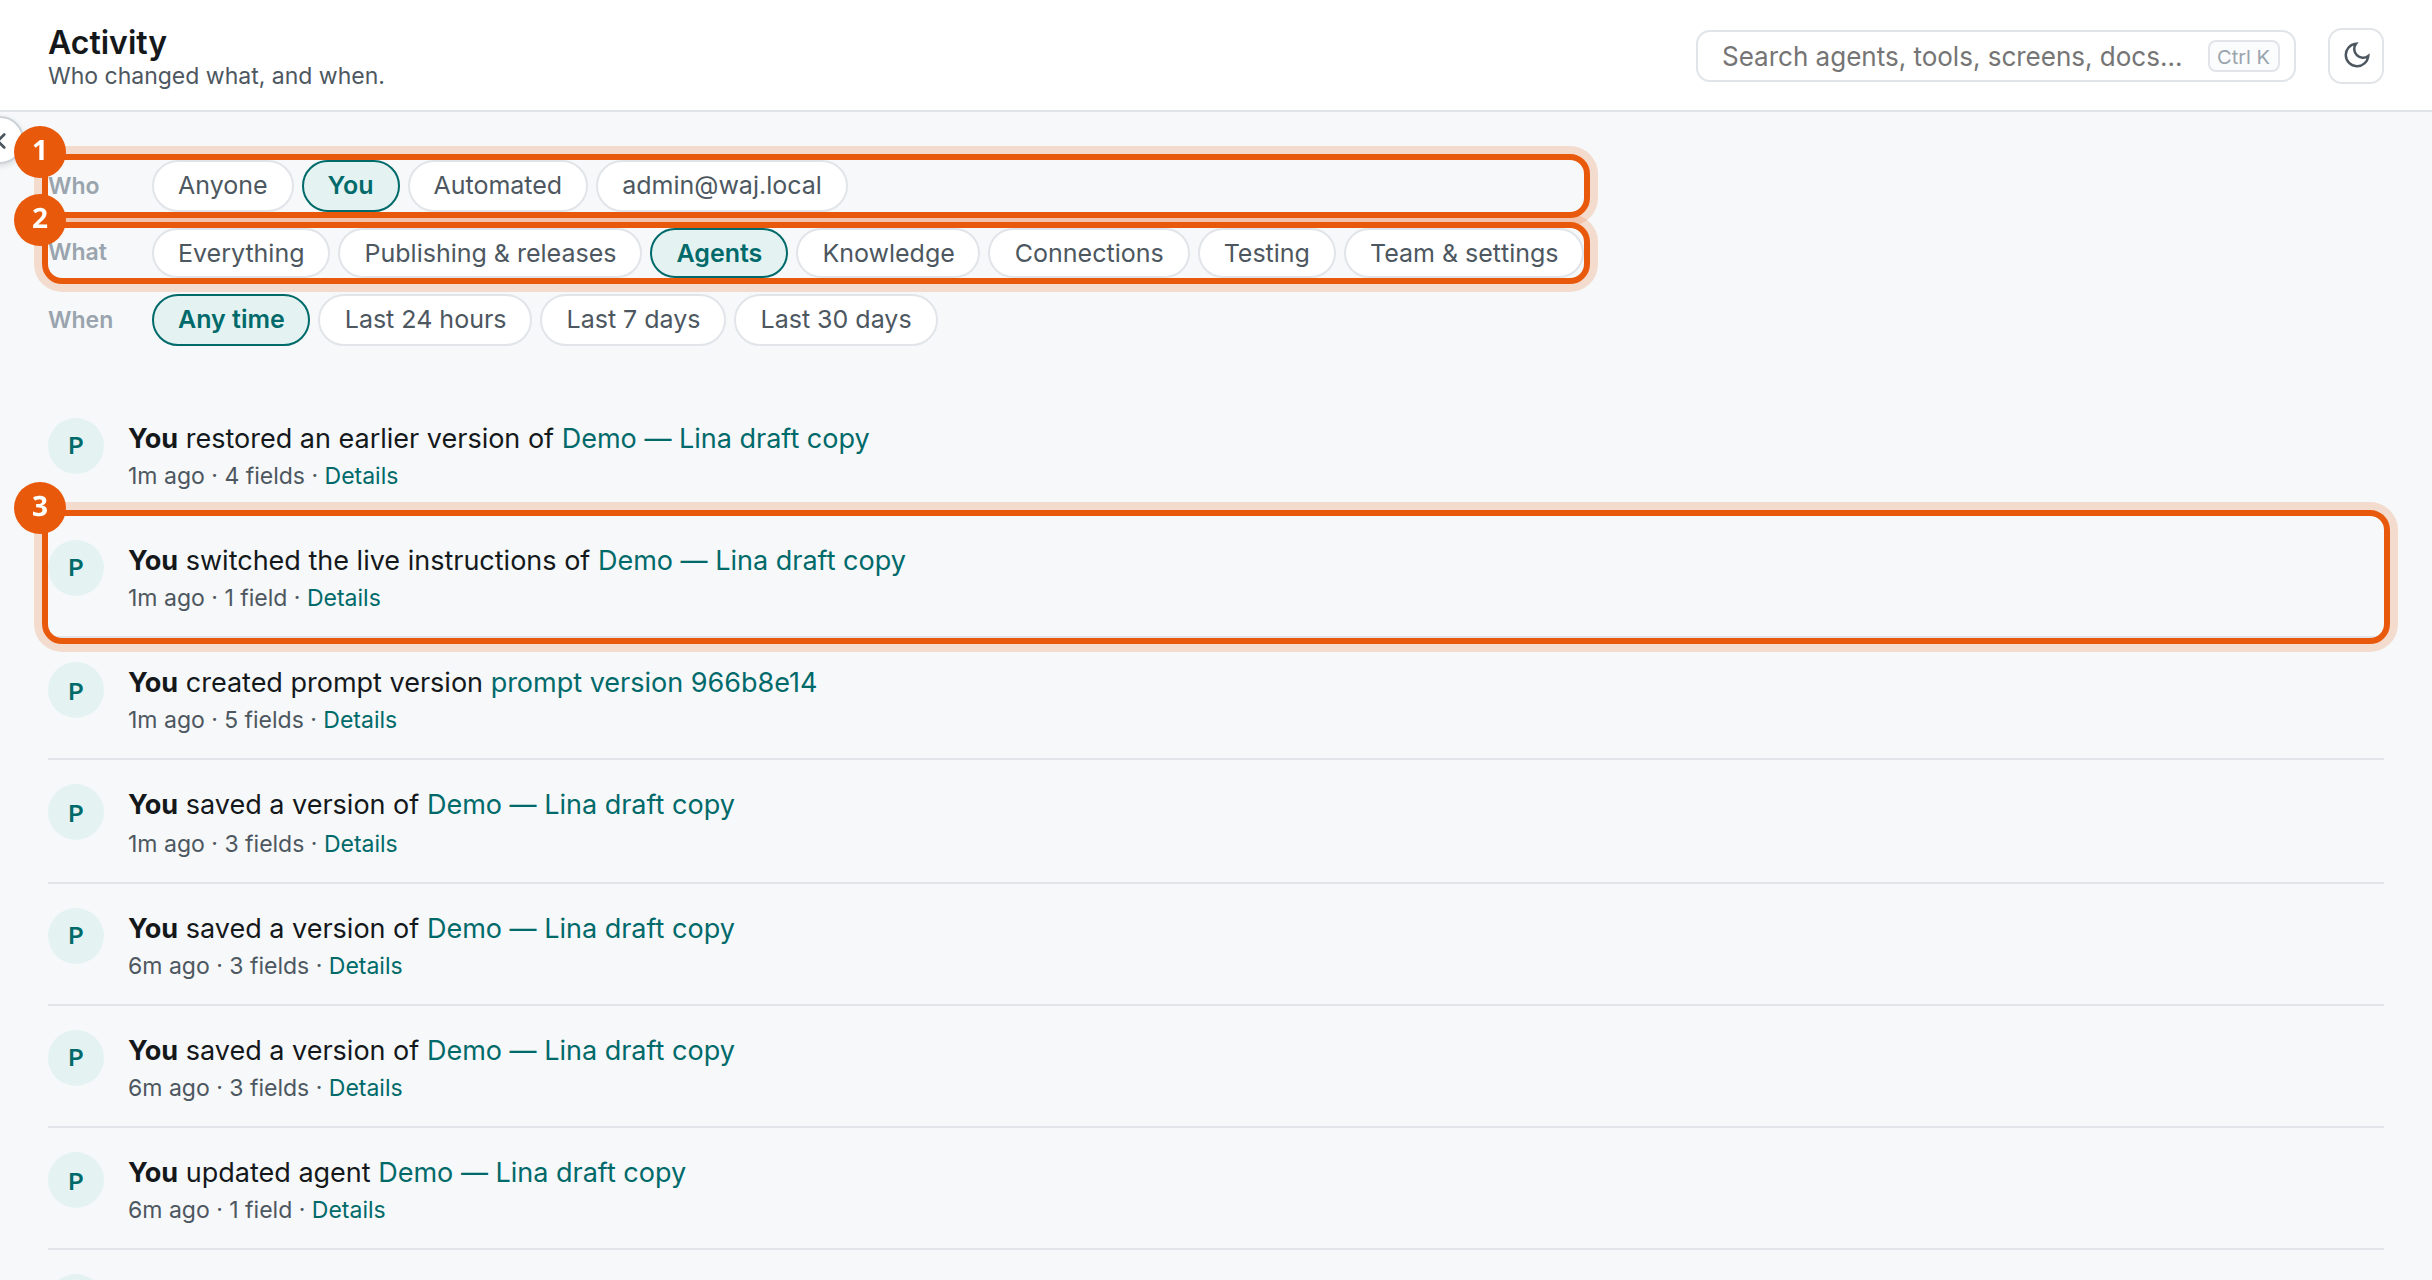 Activity
Who changed what, and when.
Search agents, tools, screens, docs... Ctrl K
1
Who Anyone You Automated admin@waj.local
2
What Everything Publishing & releases Agents Knowledge Connections Testing Team & settings
When Any time Last 24 hours Last 7 days Last 30 days
P You restored an earlier version of Demo — Lina draft copy
1m ago · 4 fields · Details
3
P You switched the live instructions of Demo — Lina draft copy
1m ago · 1 field · Details
P You created prompt version prompt version 966b8e14
1m ago · 5 fields · Details
P You saved a version of Demo — Lina draft copy
1m ago · 3 fields · Details
P You saved a version of Demo — Lina draft copy
6m ago · 3 fields · Details
P You saved a version of Demo — Lina draft copy
6m ago · 3 fields · Details
P You updated agent Demo — Lina draft copy
6m ago · 1 field · Details